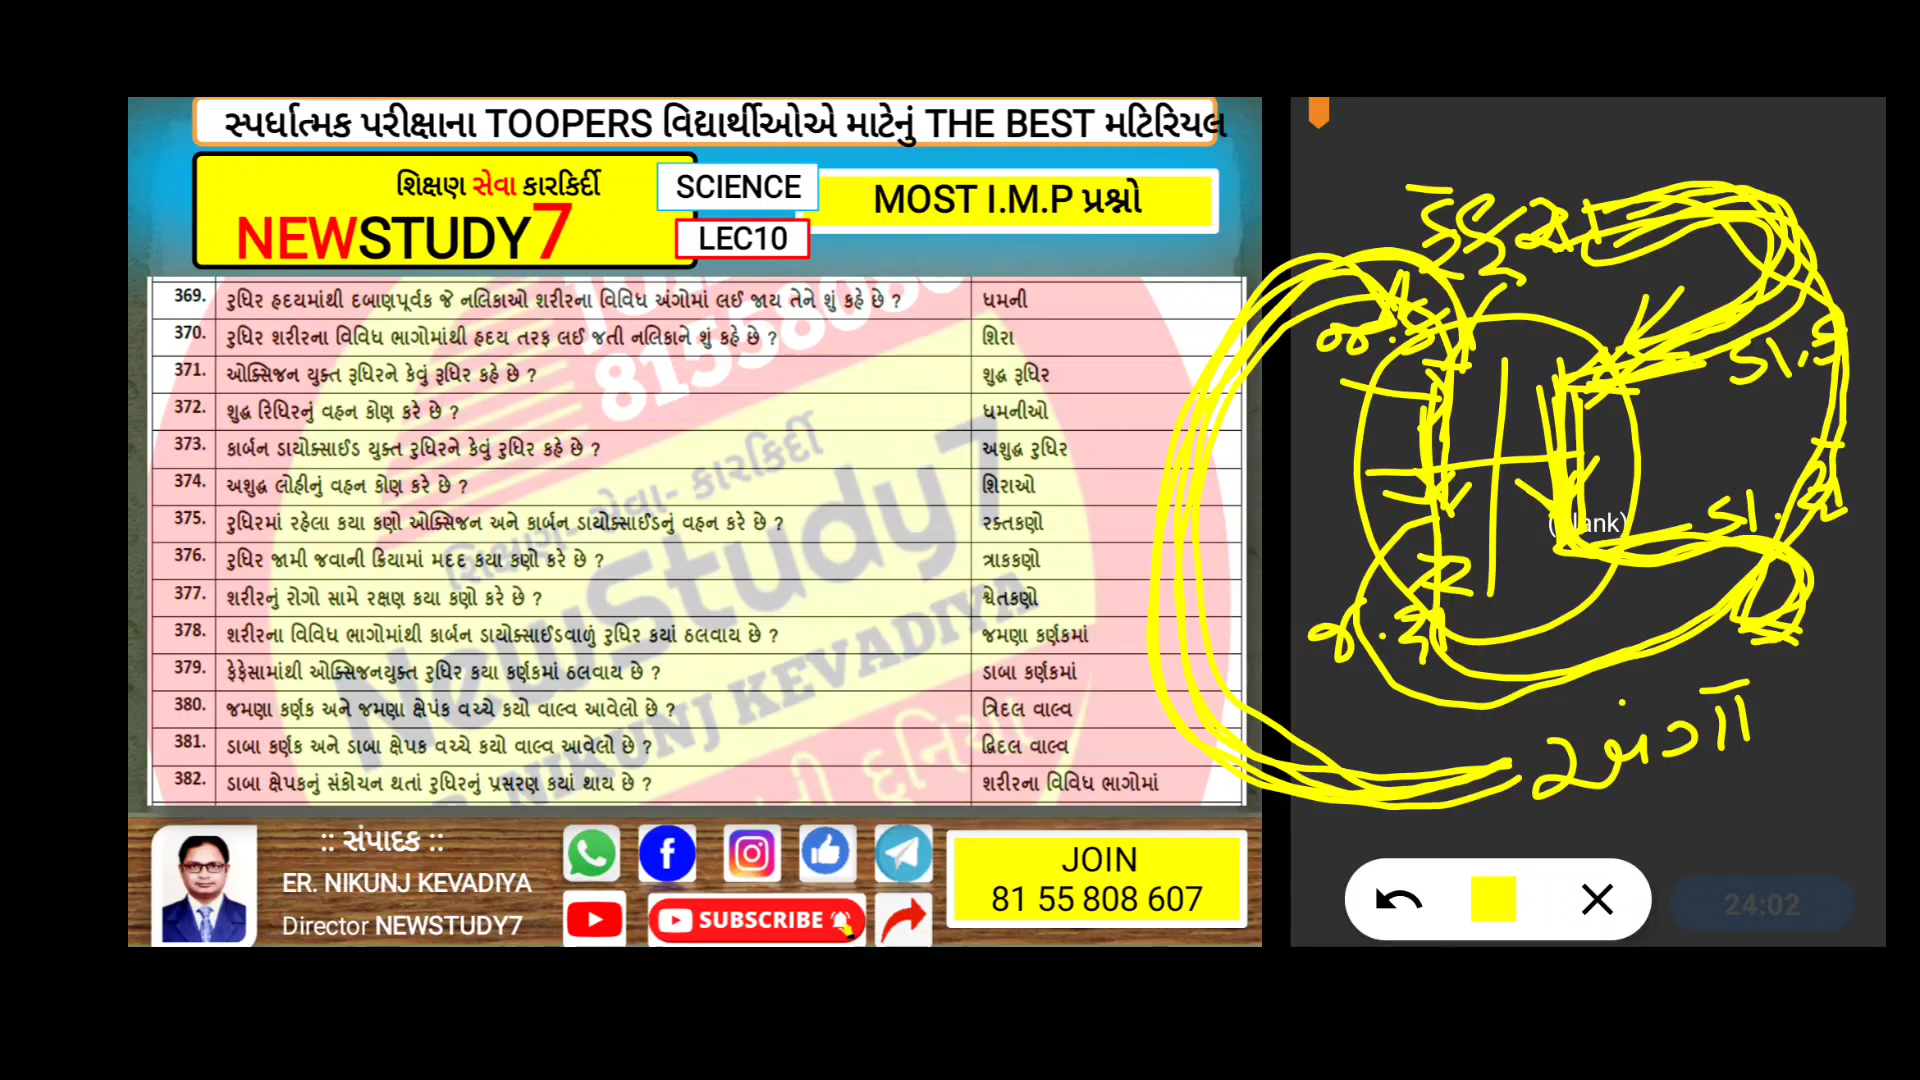 સ્પર્ધાત્મક પરીક્ષાના TOOPERS વિદ્યાર્થીઓએ માટેનું THE BEST મટિરિયલ
શિક્ષણ સેવા કારકિર્દી
NEWSTUDY7
SCIENCE
LEC10
MOST I.M.P પ્રશ્નો
369. રુધિર હૃદયમાંથી દબાણપૂર્વક જે નલિકાઓ શરીરના વિવિધ અંગોમાં લઈ જાય તેને શું કહે છે ? ધમની
370. રુધિર શરીરના વિવિધ ભાગોમાંથી હૃદય તરફ લઈ જતી નલિકાને શું કહે છે ? શિરા
371. ઓક્સિજન યુક્ત રૂધિરને કેવું રૂધિર કહે છે ? શુદ્ધ રૂધિર
372. શુદ્ધ રિધિરનું વહન કોણ કરે છે ? ધમનીઓ
373. કાર્બન ડાયોક્સાઈડ યુક્ત રુધિરને કેવું રુધિર કહે છે ? અશુદ્ધ રુધિર
374. અશુદ્ધ લોહીનું વહન કોણ કરે છે ? શિરાઓ
375. રુધિરમાં રહેલા કયા કણો ઓક્સિજન અને કાર્બન ડાયોક્સાઈડનું વહન કરે છે ? રક્તકણો
376. રુધિર જામી જવાની ક્રિયામાં મદદ કયા કણો કરે છે ? ત્રાકકણો
377. શરીરનું રોગો સામે રક્ષણ કયા કણો કરે છે ? શ્વેતકણો
378. શરીરના વિવિધ ભાગોમાંથી કાર્બન ડાયોક્સાઈડવાળું રુધિર કયાં ઠલવાય છે ? જમણા કર્ણકમાં
379. ફેફેસામાંથી ઓક્સિજનયુક્ત રુધિર કયા કર્ણકમાં ઠલવાય છે ? ડાબા કર્ણકમાં
380. જમણા કર્ણક અને જમણા ક્ષેપંક વચ્ચે કયો વાલ્વ આવેલો છે ? ત્રિદલ વાલ્વ
381. ડાબા કર્ણક અને ડાબા ક્ષેપક વચ્ચે કયો વાલ્વ આવેલો છે ? દ્વિદલ વાલ્વ
382. ડાબા ક્ષેપકનું સંકોચન થતાં રુધિરનું પ્રસરણ કયાં થાય છે ? શરીરના વિવિધ ભાગોમાં
શિક્ષણ- સેવા- કારકિર્દી
NewStudy7
NIKUNJ KEVADIYA
:: સંપાદક ::
ER. NIKUNJ KEVADIYA
Director NEWSTUDY7
SUBSCRIBE
JOIN
81 55 808 607
ડા.ક
24:02